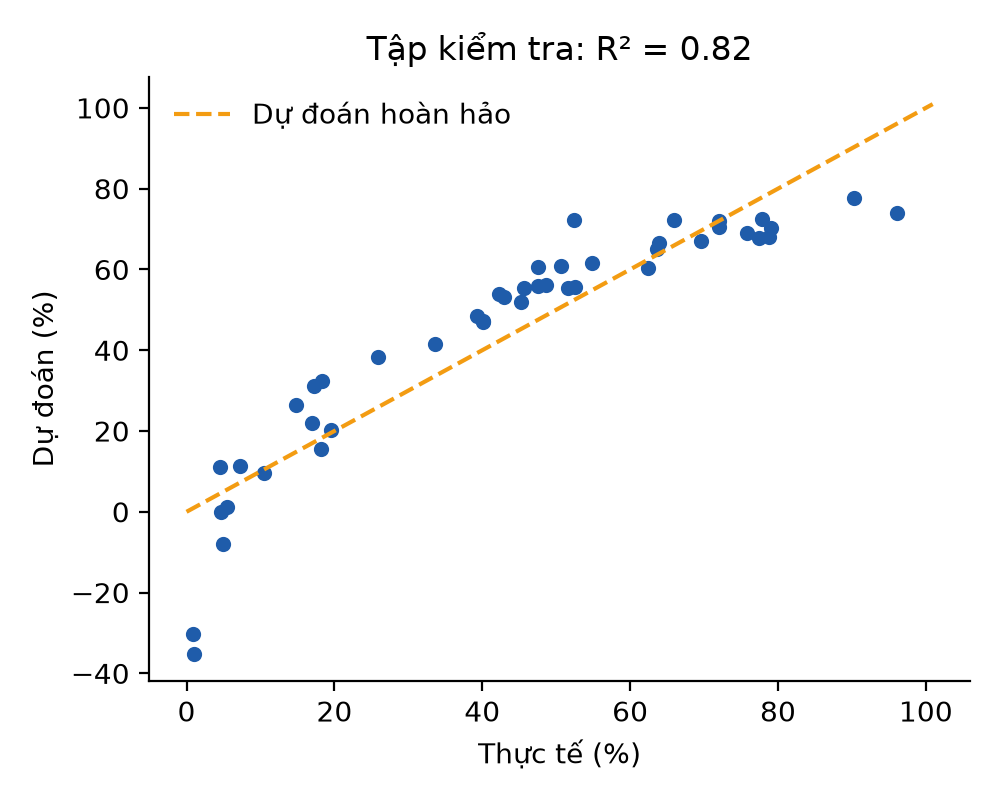 Tập kiểm tra: R² = 0.82
Dự đoán hoàn hảo
Dự đoán (%)
100
80
60
40
20
0
−20
−40
0 20 40 60 80 100
Thực tế (%)